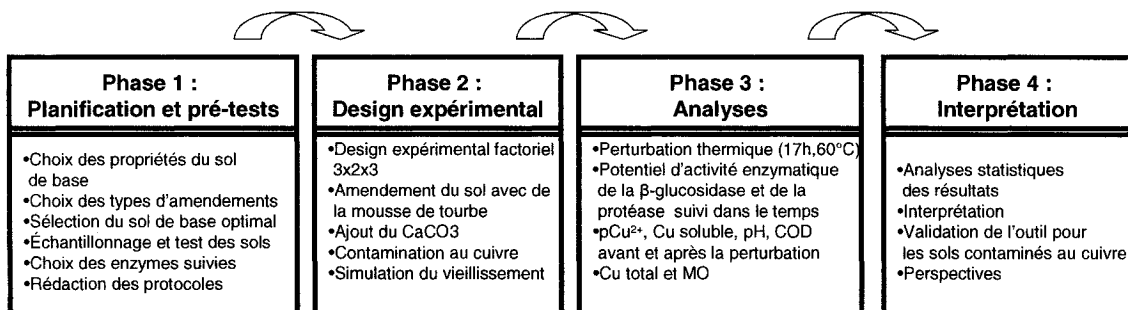 Phase 1 :
Planification et pré-tests
•Choix des propriétés du sol
de base
•Choix des types d'amendements
•Sélection du sol de base optimal
•Échantillonnage et test des sols
•Choix des enzymes suivies
•Rédaction des protocoles
Phase 2 :
Design expérimental
•Design expérimental factoriel
3x2x3
•Amendement du sol avec de
la mousse de tourbe
•Ajout du CaCO3
•Contamination au cuivre
•Simulation du vieillissement
Phase 3 :
Analyses
•Perturbation thermique (17h,60°C)
•Potentiel d'activité enzymatique
de la β-glucosidase et de la
protéase suivi dans le temps
•pCu²⁺, Cu soluble, pH, COD
avant et après la perturbation
•Cu total et MO
Phase 4 :
Interprétation
•Analyses statistiques
des résultats
•Interprétation
•Validation de l'outil pour
les sols contaminés au cuivre
•Perspectives